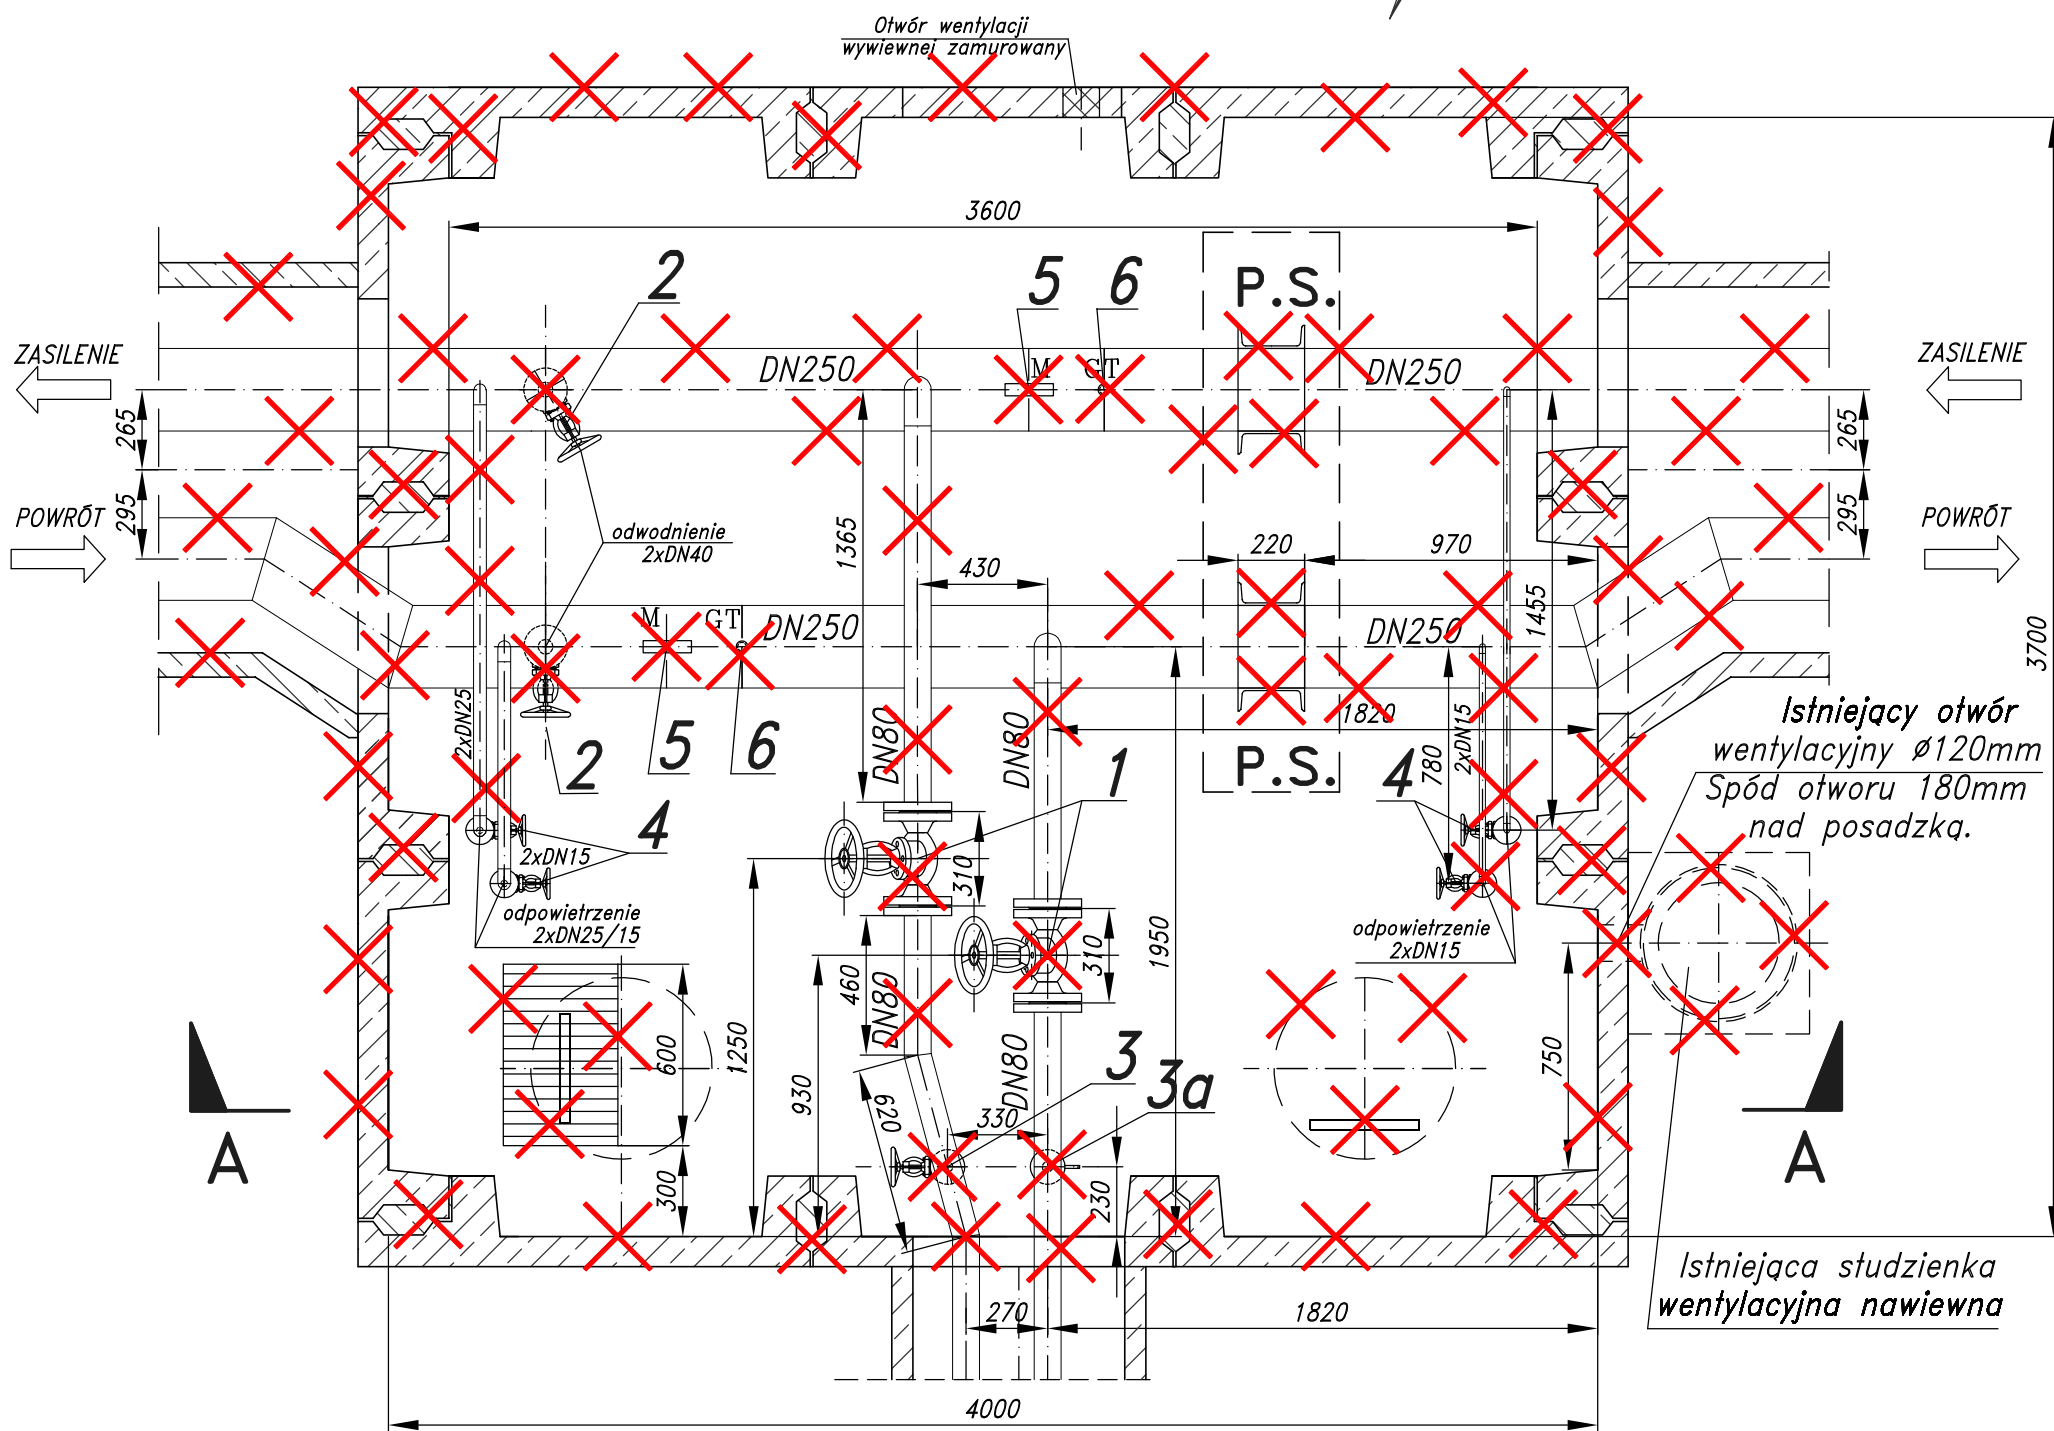 Otwór wentylacji
wywiewnej zamurowany
3600
2
5
6
P.S.
ZASILENIE
ZASILENIE
DN250
M
GT
DN250
265
265
295
295
POWRÓT
POWRÓT
odwodnienie
2xDN40
1365
430
220
970
1455
3700
M
GT
DN250
DN250
2xDN25
2
5
6
DN80
DN80
1
P.S.
1820
780
2xDN15
4
Istniejący otwór
wentylacyjny ø120mm
Spód otworu 180mm
nad posadzką.
4
2xDN15
310
odpowietrzenie
2xDN25/15
460
310
1950
odpowietrzenie
2xDN15
DN80
600
1250
930
620
DN80
3
3a
330
750
A
A
300
230
Istniejąca studzienka
wentylacyjna nawiewna
270
1820
4000